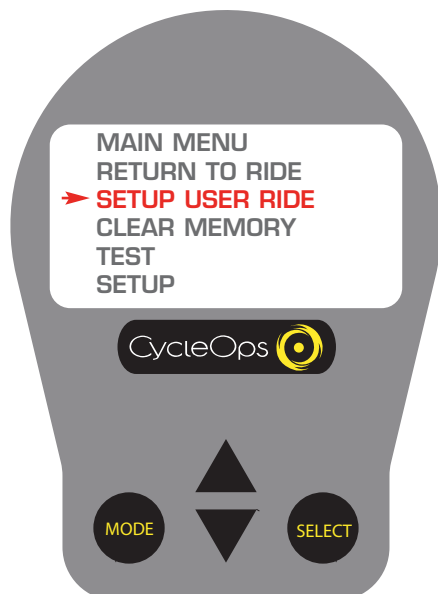 MAIN MENU
RETURN TO RIDE
SETUP USER RIDE
CLEAR MEMORY
TEST
SETUP
CycleOps
MODE
SELECT